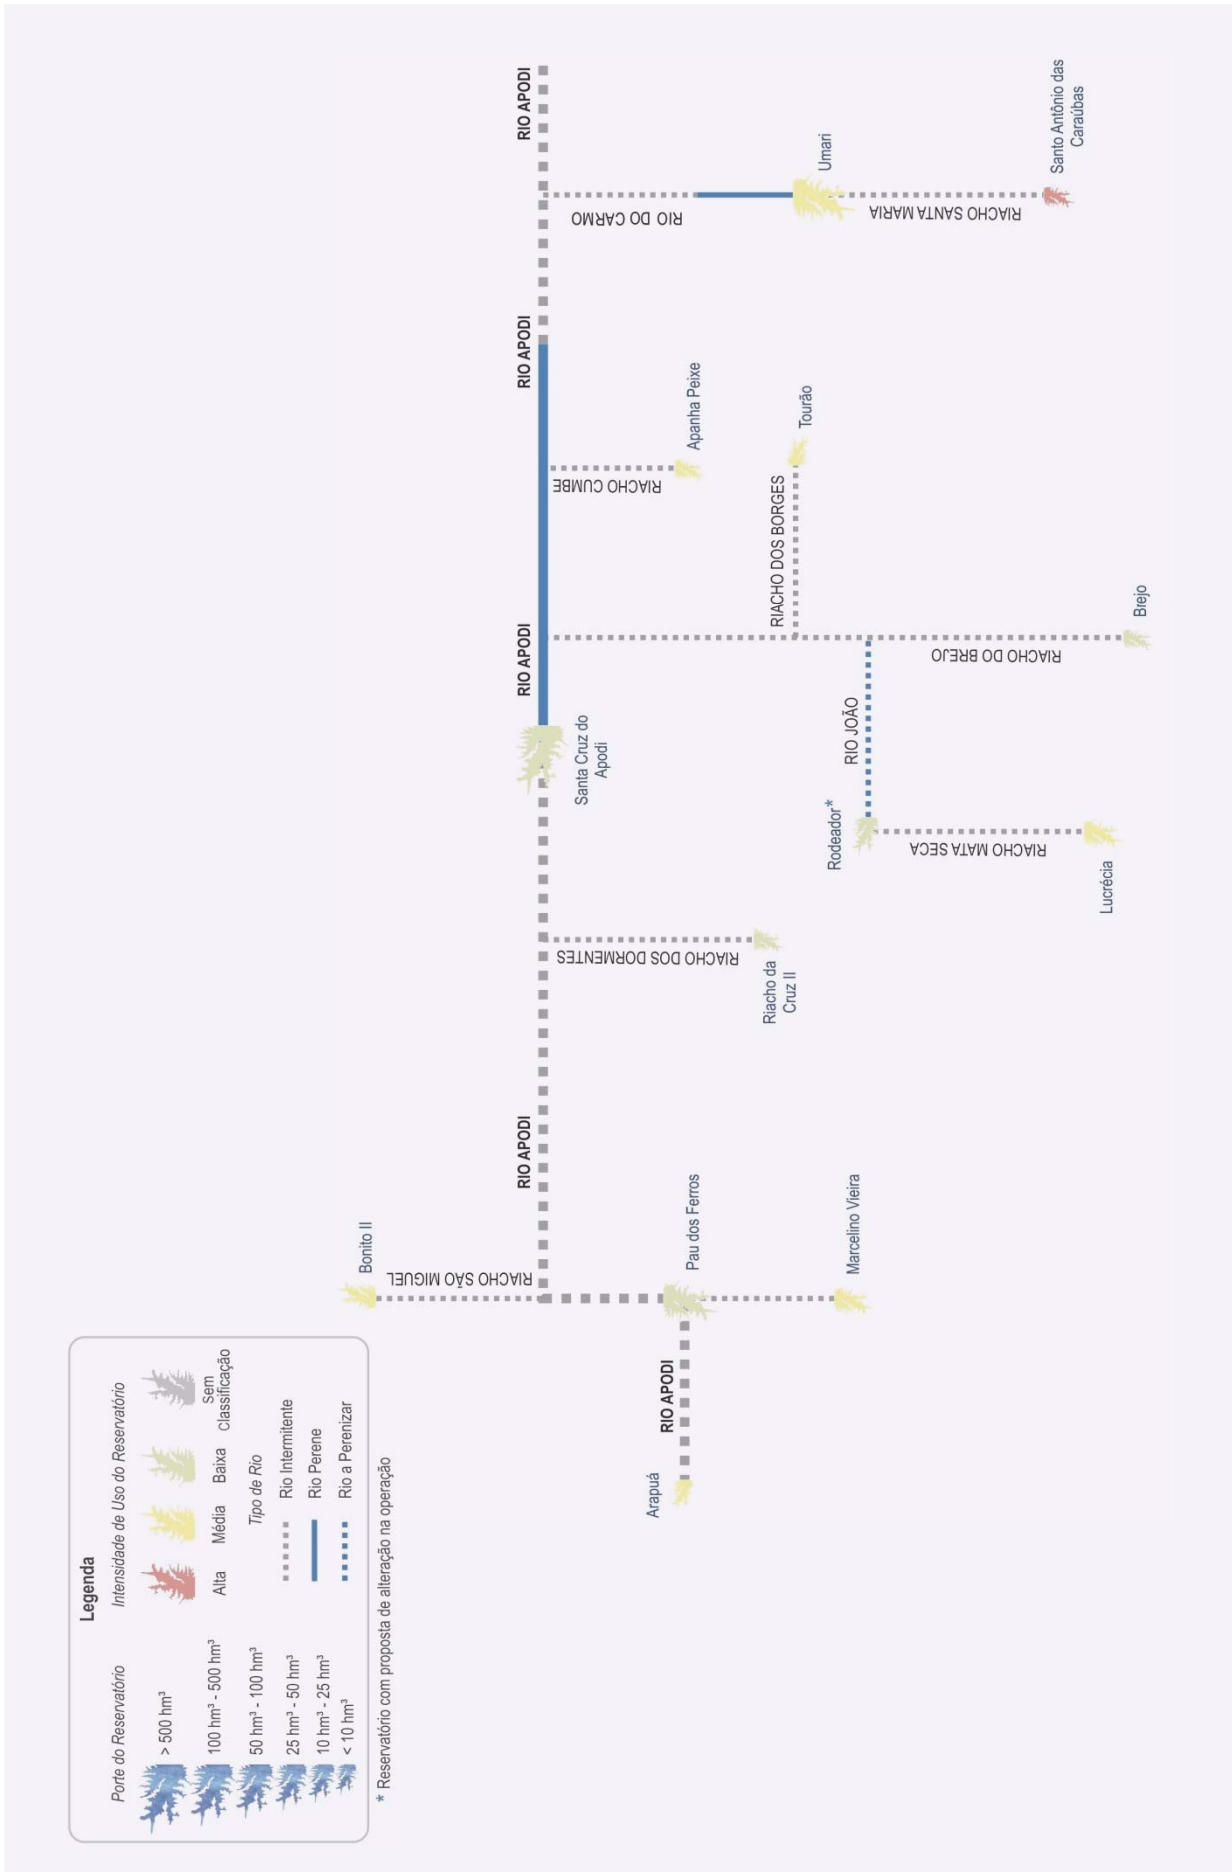 Legenda
Porte do Reservatório
> 500 hm³
100 hm³ - 500 hm³
50 hm³ - 100 hm³
25 hm³ - 50 hm³
10 hm³ - 25 hm³
< 10 hm³
Intensidade de Uso do Reservatório
Alta
Média
Baixa
Sem
Classificação
Tipo de Rio
Rio Intermitente
Rio Perene
Rio a Perenizar
* Reservatório com proposta de alteração na operação
Bonito II
RIACHO SÃO MIGUEL
RIO APODI
Arapuá
RIO APODI
Pau dos Ferros
Marcelino Vieira
RIACHO DOS DORMENTES
Riacho da
Cruz II
RIO APODI
Santa Cruz do
Apodi
Rodeador*
RIO JOÃO
RIACHO MATA SECA
Lucrécia
RIACHO DO BREJO
Brejo
RIACHO DOS BORGES
Tourão
RIACHO CUMBE
Apanha Peixe
RIO APODI
RIO APODI
RIO DO CARMO
Umari
RIACHO SANTA MARIA
Santo Antônio das
Caraúbas